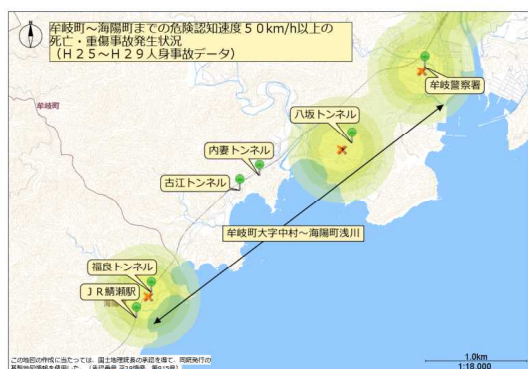 牟岐町~海陽町までの危険認知速度50km/h以上の
死亡・重傷事故発生状況
(H25~H29人身事故データ)
牟岐町
牟岐警察署
八坂トンネル
内妻トンネル
古江トンネル
牟岐町大字中村~海陽町浅川
福良トンネル
JR鯖瀬駅
この地図の作成に当たっては、国土地理院長の承認を得て、同院発行の
1.0km
1:18,000